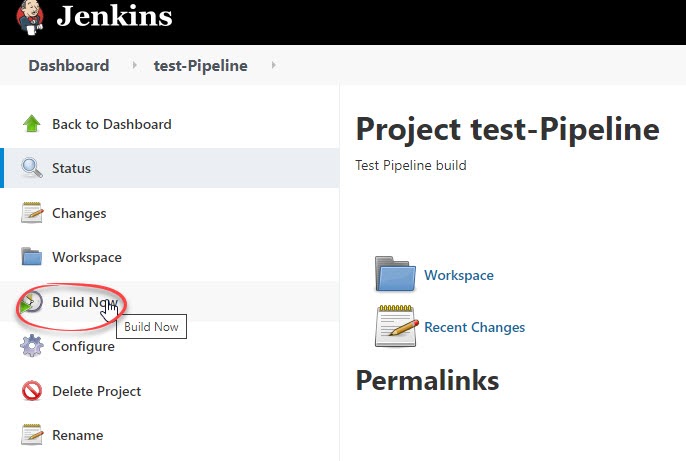 Jenkins
Dashboard test-Pipeline
Back to Dashboard
Status
Changes
Workspace
Build Now
Build Now
Configure
Delete Project
Rename
Project test-Pipeline
Test Pipeline build
Workspace
Recent Changes
Permalinks